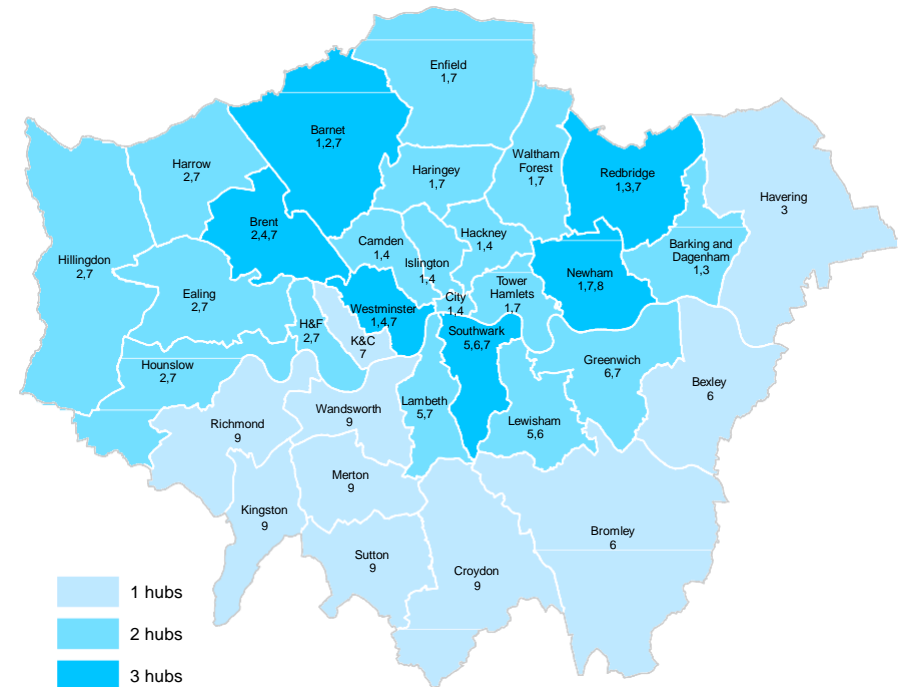 Enfield
1,7
Barnet
1,2,7
Harrow
2,7
Haringey
1,7
Waltham
Forest
1,7
Redbridge
1,3,7
Havering
3
Brent
2,4,7
Hillingdon
2,7
Camden
1,4
Islington
1,4
Hackney
1,4
Barking and
Dagenham
1,3
Newham
1,7,8
Ealing
2,7
H&F
2,7
Westminster
1,4,7
K&C
7
City
1,4
Tower
Hamlets
1,7
Southwark
5,6,7
Hounslow
2,7
Greenwich
6,7
Bexley
6
Richmond
9
Wandsworth
9
Lambeth
5,7
Lewisham
5,6
Merton
9
Kingston
9
Bromley
6
Sutton
9
Croydon
9
1 hubs
2 hubs
3 hubs